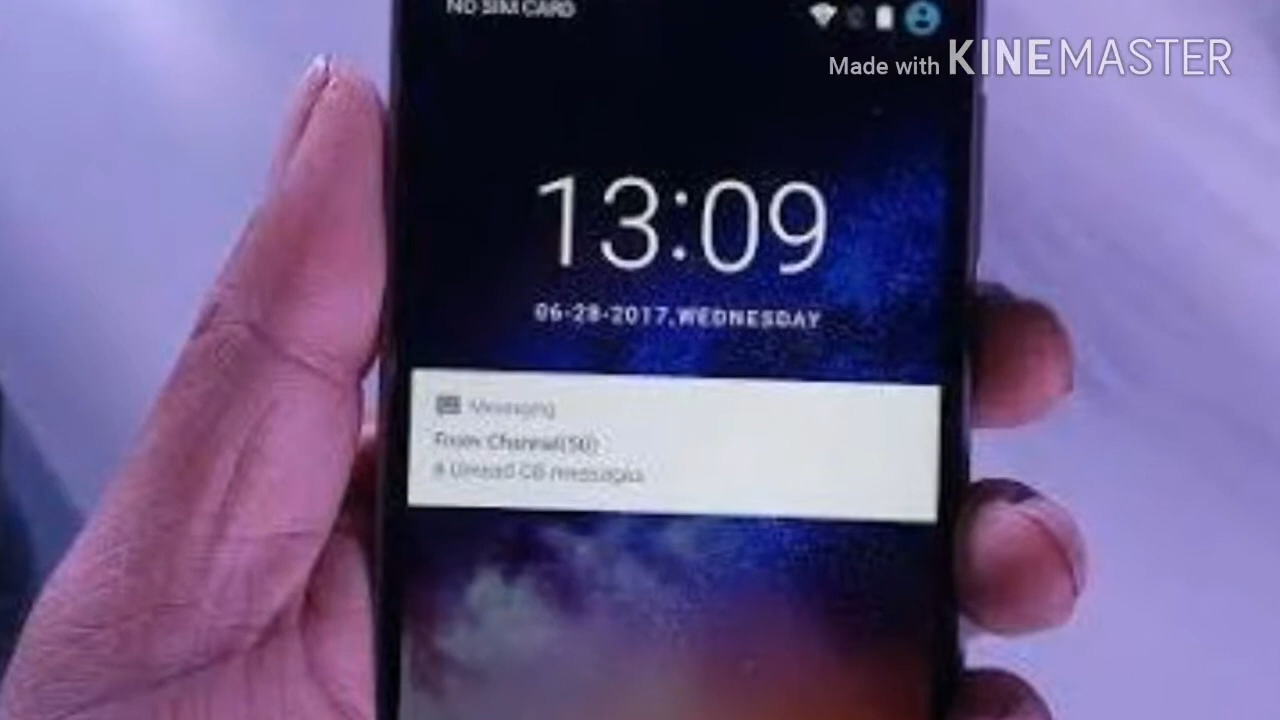 NO SIM CARD
Made with KINEMASTER
13:09
06-28-2017,WEDNESDAY
Messaging
From Channel(50)
Unread CB messages